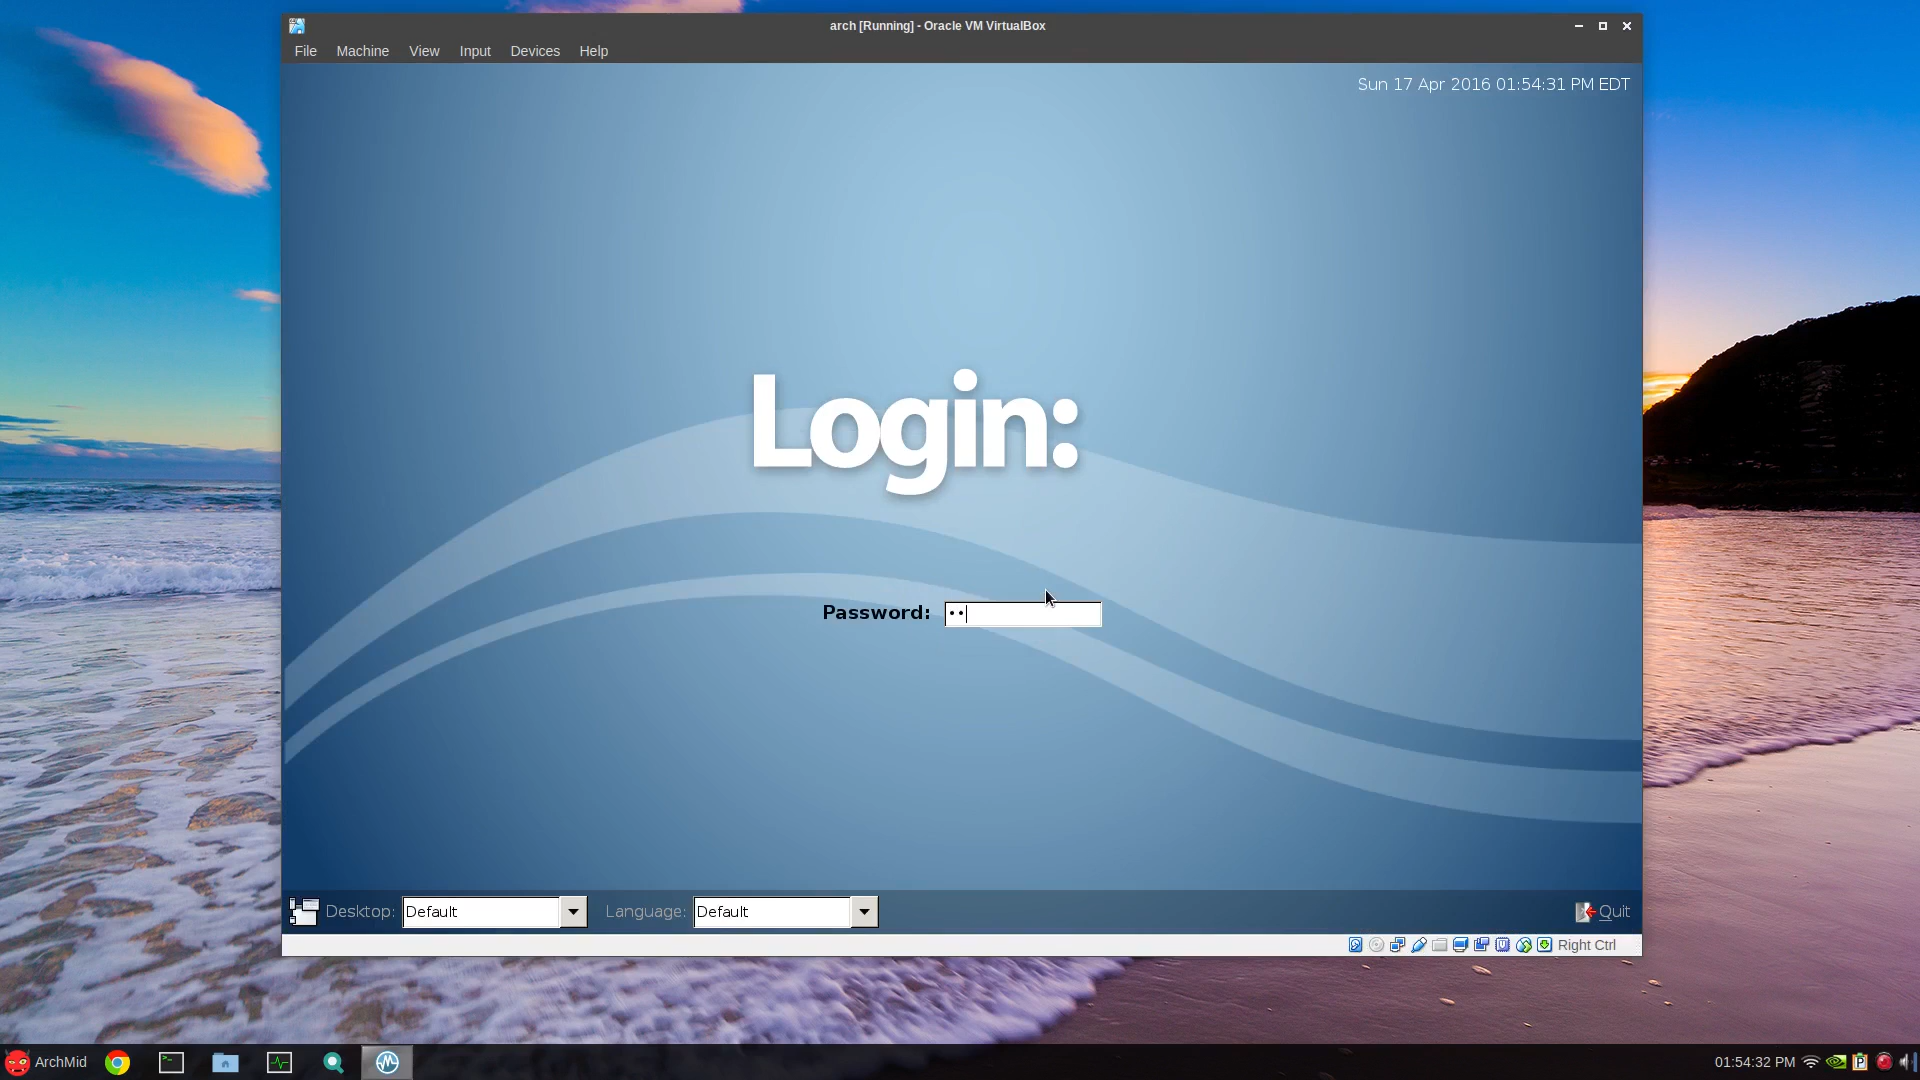 arch [Running] - Oracle VM VirtualBox
File Machine View Input Devices Help
Sun 17 Apr 2016 01:54:31 PM EDT
Login:
Password:
Desktop: Default Language: Default Quit
Right Ctrl
ArchMid 01:54:32 PM